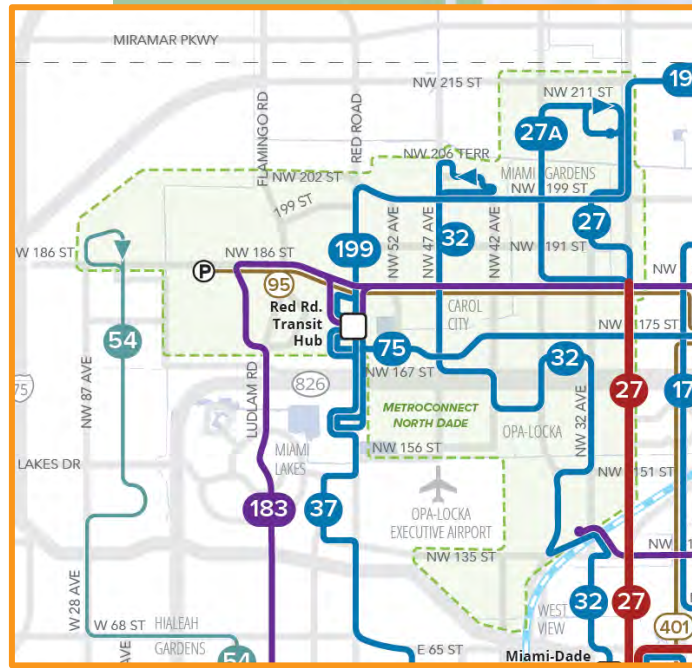 MIRAMAR PKWY
NW 215 ST
NW 211 ST
FLAMINGO RD
RED ROAD
27A
NW 206 TERR
MIAMI GARDENS
NW 202 ST
NW 199 ST
199 ST
NW 52 AVE
NW 47 AVE
32
NW 42 AVE
27
W 186 ST
NW 186 ST
199
NW 191 ST
NW
P
95
Red Rd.
Transit
Hub
CAROL
CITY
NW 175 ST
54
75
32
NW 167 ST
NW 87 AVE
LUDLAM RD
826
75
27
17
METROCONNECT
NORTH DADE
NW 32 AVE
OPA-LOCKA
MIAMI
LAKES
NW 156 ST
LAKES DR
NW 151 ST
183
37
OPA-LOCKA
EXECUTIVE AIRPORT
NW 135 ST
NW
W 28 AVE
W 68 ST
HIALEAH
GARDENS
AVE
54
WEST
VIEW
32
27
401
E 65 ST
Miami-Dade